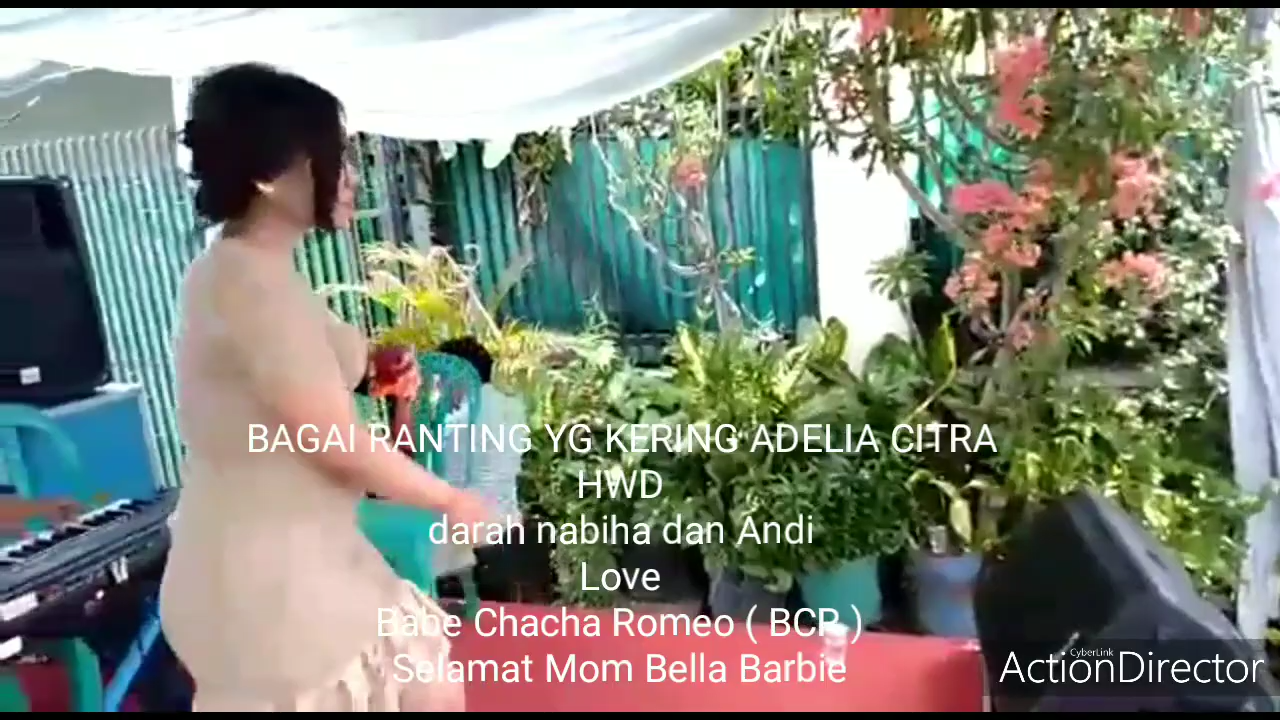 BAGAI RANTING YG KERING ADELIA CITRA
HWD
darah nabiha dan Andi
Love
Babe Chacha Romeo ( BCR )
Selamat Mom Bella Barbie
CyberLink
ActionDirector